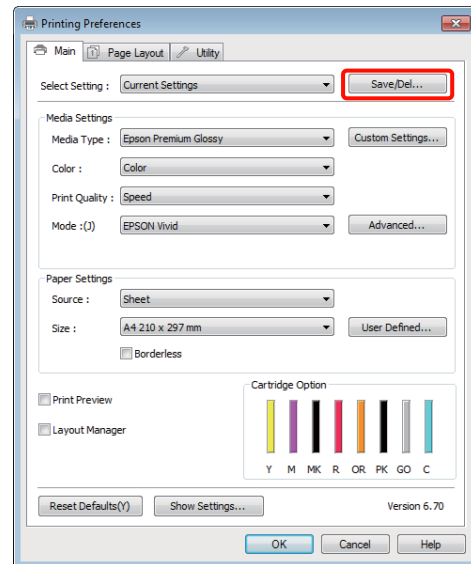 Printing Preferences
Main 1 Page Layout Utility
Select Setting : Current Settings Save/Del...
Media Settings
Media Type : Epson Premium Glossy Custom Settings...
Color : Color
Print Quality : Speed
Mode :(J) EPSON Vivid Advanced...
Paper Settings
Source : Sheet
Size : A4 210 x 297 mm User Defined...
Borderless
Cartridge Option
Print Preview
Layout Manager
Y M MK R OR PK GO C
Reset Defaults(Y) Show Settings... Version 6.70
OK Cancel Help